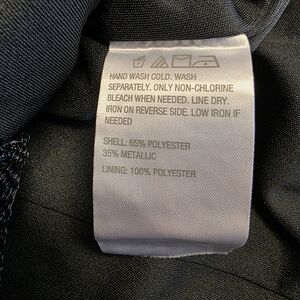 HAND WASH COLD. WASH
SEPARATELY. ONLY NON-CHLORINE
BLEACH WHEN NEEDED. LINE DRY.
IRON ON REVERSE SIDE. LOW IRON IF
NEEDED
SHELL: 65% POLYESTER
35% METALLIC
LINING: 100% POLYESTER